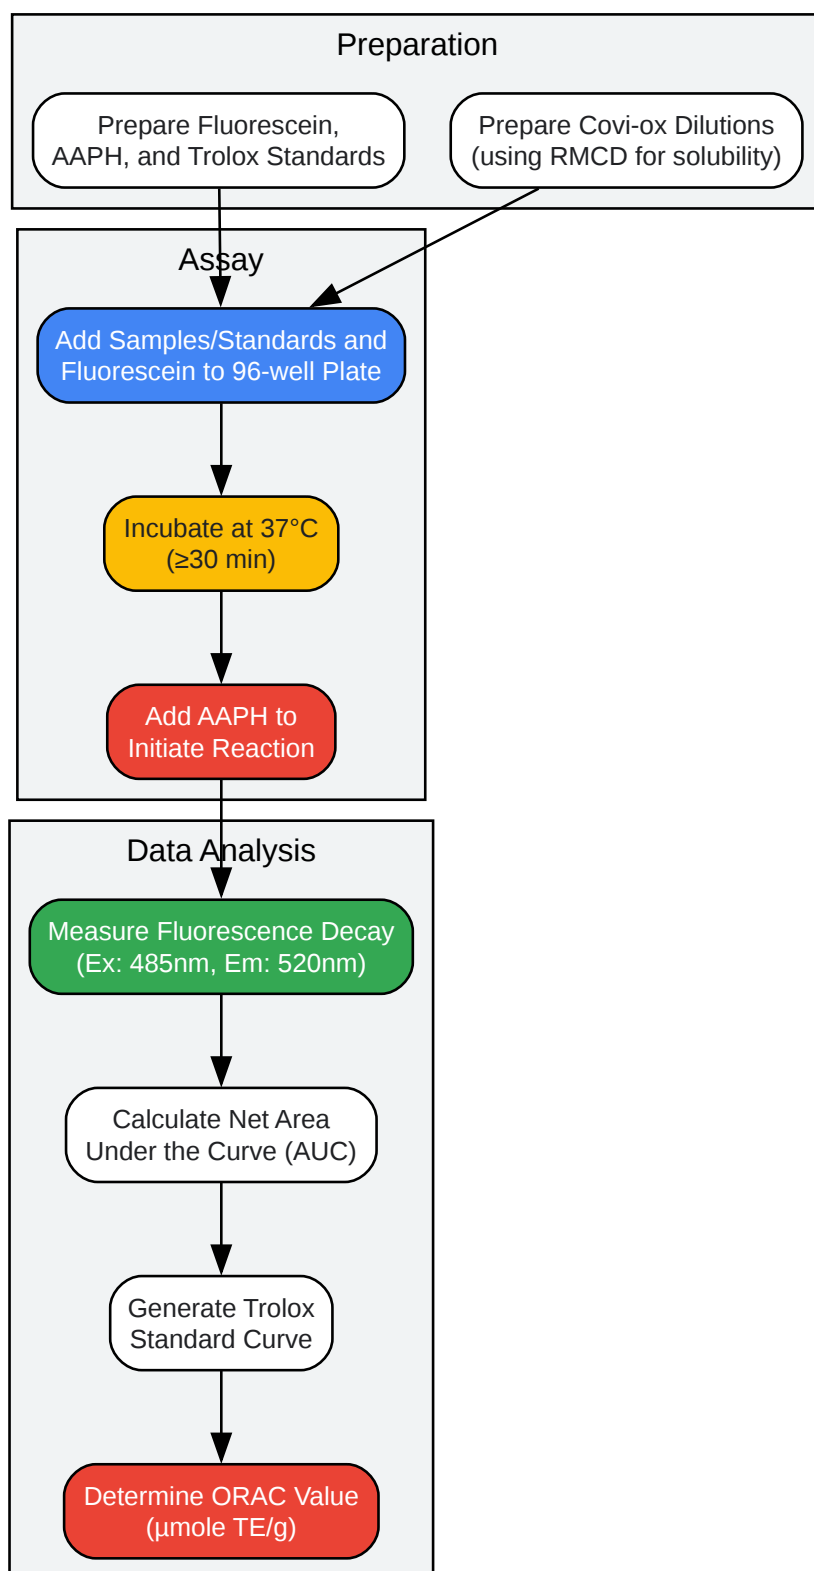 Preparation
Prepare Fluorescein,
AAPH, and Trolox Standards
Prepare Covi-ox Dilutions
(using RMCD for solubility)
Assay
Add Samples/Standards and
Fluorescein to 96-well Plate
Incubate at 37°C
(≥30 min)
Add AAPH to
Initiate Reaction
Data Analysis
Measure Fluorescence Decay
(Ex: 485nm, Em: 520nm)
Calculate Net Area
Under the Curve (AUC)
Generate Trolox
Standard Curve
Determine ORAC Value
(µmole TE/g)